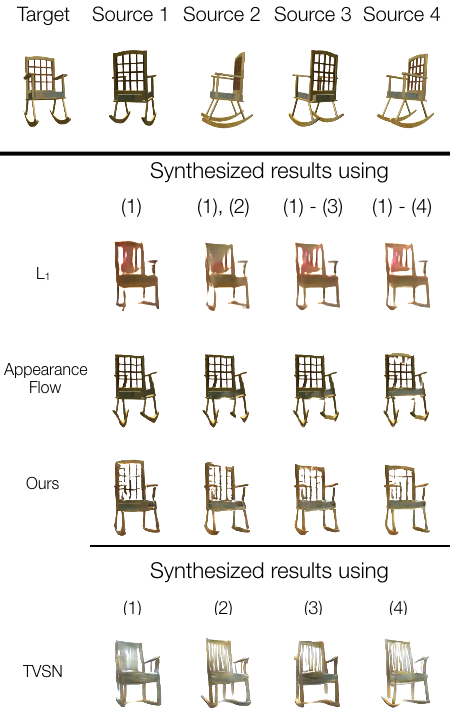 Target Source 1 Source 2 Source 3 Source 4
Synthesized results using
(1) (1), (2) (1) - (3) (1) - (4)
L₁
Appearance
Flow
Ours
Synthesized results using
(1) (2) (3) (4)
TVSN